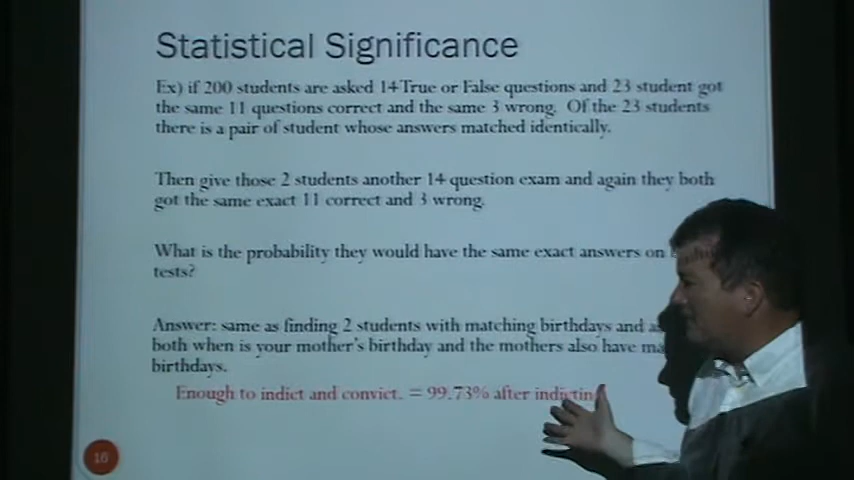 Statistical Significance
Ex) if 200 students are asked 14 True or False questions and 23 student got
the same 11 questions correct and the same 3 wrong. Of the 23 students
there is a pair of student whose answers matched identically.
Then give those 2 students another 14 question exam and again they both
got the same exact 11 correct and 3 wrong.
What is the probability they would have the same exact answers on
tests?
Answer: same as finding 2 students with matching birthdays and
both when is your mother's birthday and the mothers also have
birthdays.
Enough to indict and convict. = 99.73% after
16